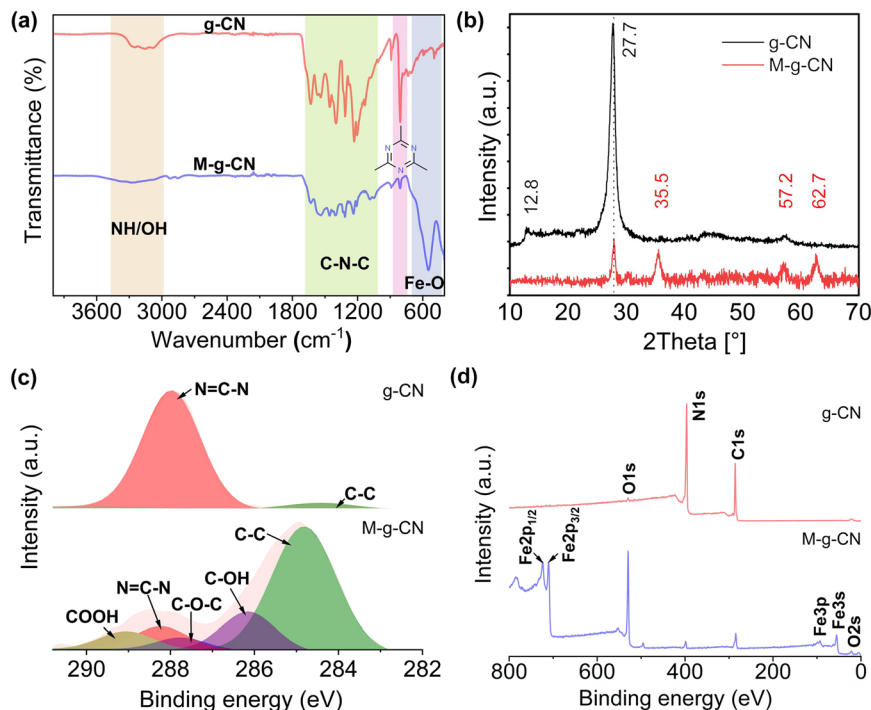 (a)
g-CN
M-g-CN
NH/OH
C-N-C
Fe-O
N
N
N
Transmittance (%)
3600
3000
2400
1800
1200
600
Wavenumber (cm⁻¹)
(b)
27.7
g-CN
M-g-CN
12.8
35.5
57.2
62.7
Intensity (a.u.)
10
20
30
40
50
60
70
2Theta [°]
(c)
N=C-N
g-CN
C-C
M-g-CN
C-C
C-OH
N=C-N
C-O-C
COOH
Intensity (a.u.)
290
288
286
284
282
Binding energy (eV)
(d)
N1s
g-CN
C1s
O1s
M-g-CN
Fe2p₁/₂
Fe2p₃/₂
Fe3p
Fe3s
O2s
Intensity (a.u.)
800
600
400
200
0
Binding energy (eV)